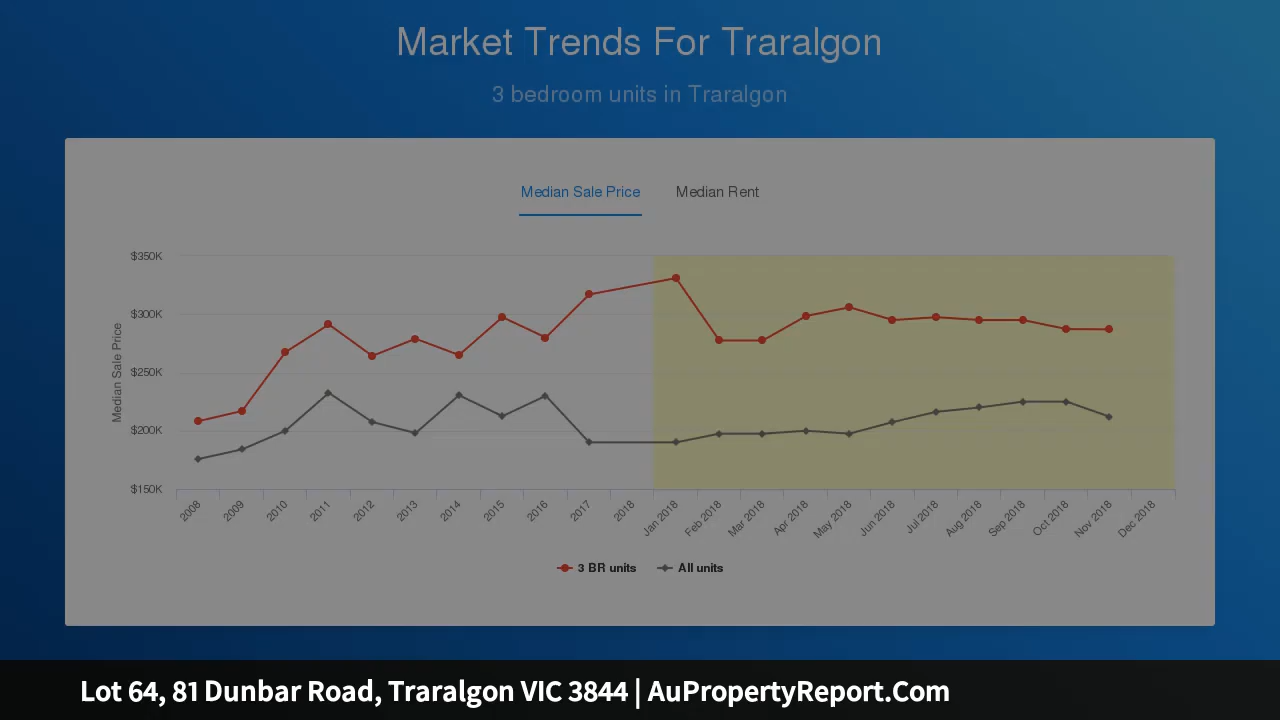 Market Trends For Traralgon
3 bedroom units in Traralgon
Median Sale Price Median Rent
Median Sale Price
$350K
$300K
$250K
$200K
$150K
2008 2009 2010 2011 2012 2013 2014 2015 2016 2017 2018 Jan 2018 Feb 2018 Mar 2018 Apr 2018 May 2018 Jun 2018 Jul 2018 Aug 2018 Sep 2018 Oct 2018 Nov 2018 Dec 2018
3 BR units All units
Lot 64, 81 Dunbar Road, Traralgon VIC 3844 | AuPropertyReport.Com